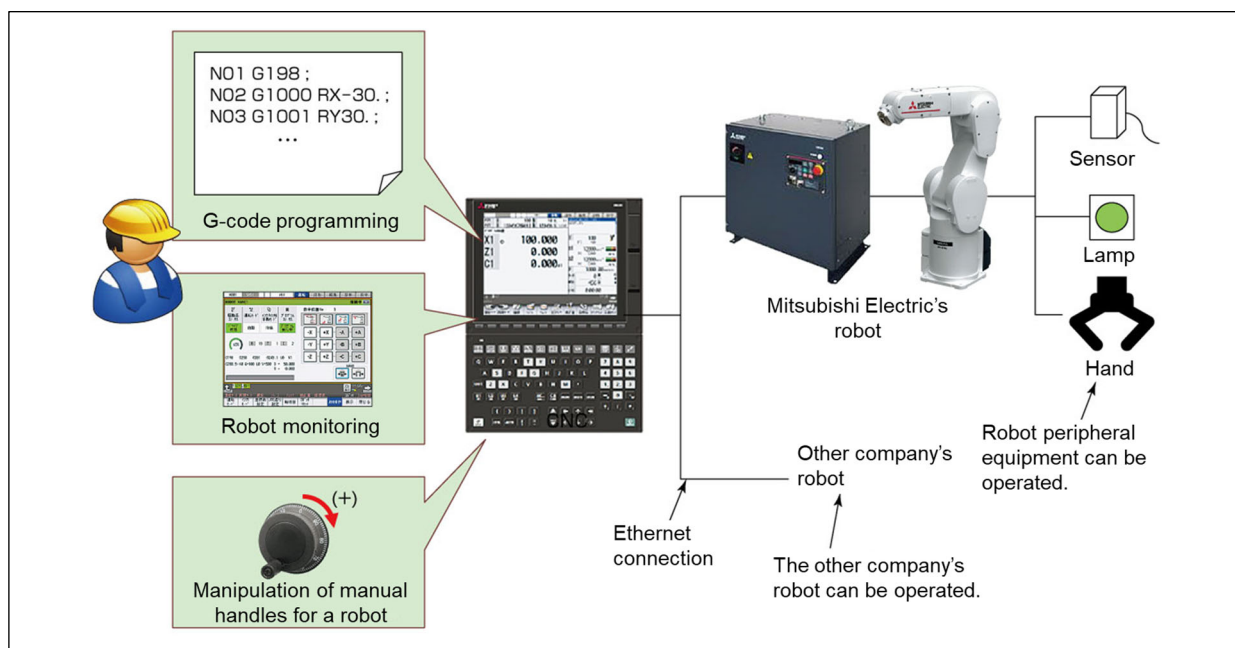 N01 G198 ;
N02 G1000 RX-30. ;
N03 G1001 RY30. ;
...
G-code programming
Robot monitoring
(+)
Manipulation of manual
handles for a robot
X1 100.000
Z1 0.000
C1 0.000
CNC
Mitsubishi Electric's
robot
Sensor
Lamp
Hand
Robot peripheral
equipment can be
operated.
Other company's
robot
Ethernet
connection
The other company's
robot can be operated.